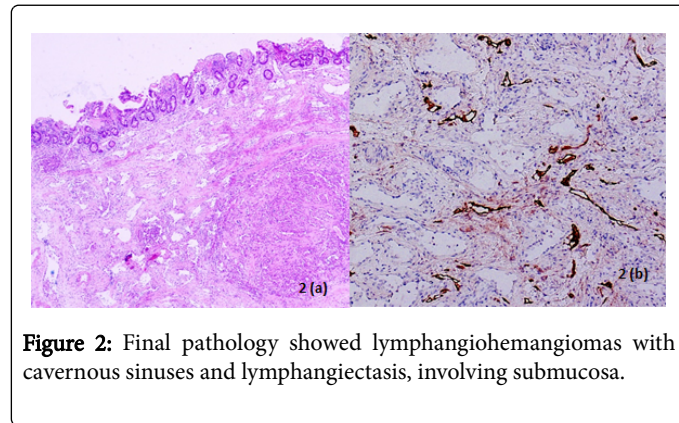 2 (a)
2 (b)
Figure 2: Final pathology showed lymphangiohemangiomas with
cavernous sinuses and lymphangiectasis, involving submucosa.